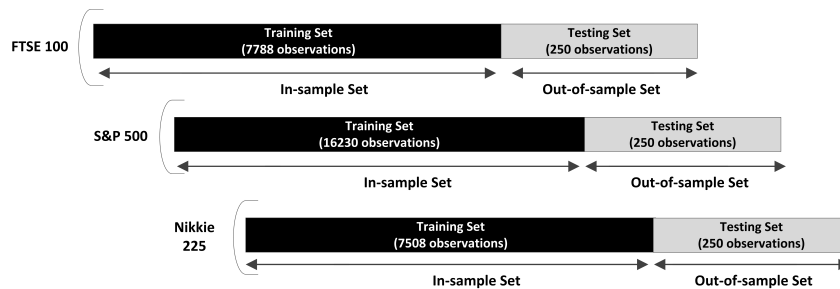 FTSE 100
Training Set
(7788 observations)
Testing Set
(250 observations)
In-sample Set
Out-of-sample Set
S&P 500
Training Set
(16230 observations)
Testing Set
(250 observations)
In-sample Set
Out-of-sample Set
Nikkie
225
Training Set
(7508 observations)
Testing Set
(250 observations)
In-sample Set
Out-of-sample Set